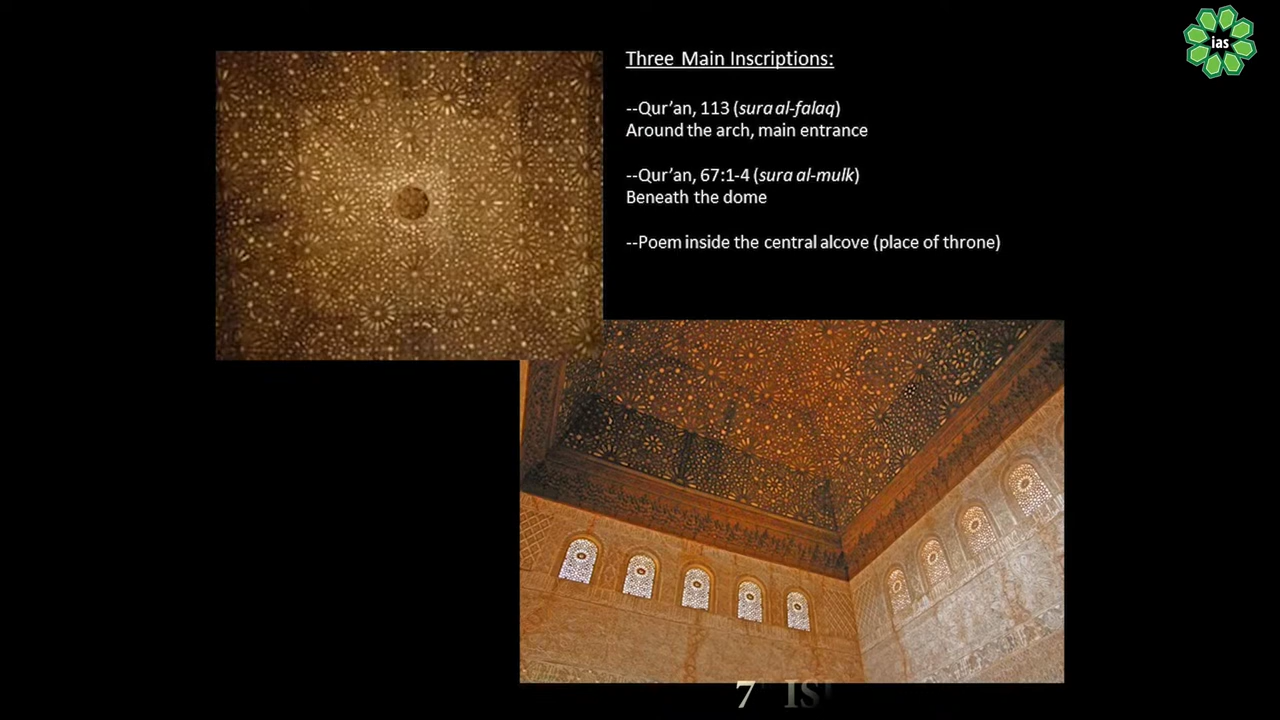 ias
Three Main Inscriptions:
--Qur’an, 113 (sura al-falaq)
Around the arch, main entrance
--Qur’an, 67:1-4 (sura al-mulk)
Beneath the dome
--Poem inside the central alcove (place of throne)
7